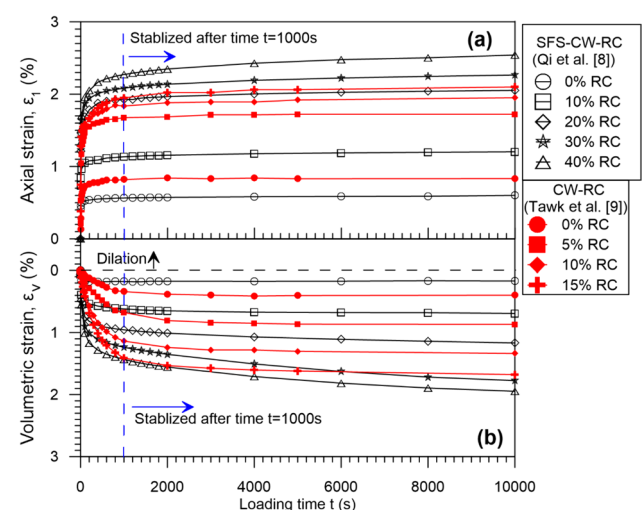 3
2
1
0
Axial strain, ε1 (%)
Stablized after time t=1000s
(a)
Dilation
0
1
2
3
Volumetric strain, εV (%)
Stablized after time t=1000s
(b)
0
2000
4000
6000
8000
10000
Loading time t (s)
SFS-CW-RC
(Qi et al. [8])
0% RC
10% RC
20% RC
30% RC
40% RC
CW-RC
(Tawk et al. [9])
0% RC
5% RC
10% RC
15% RC